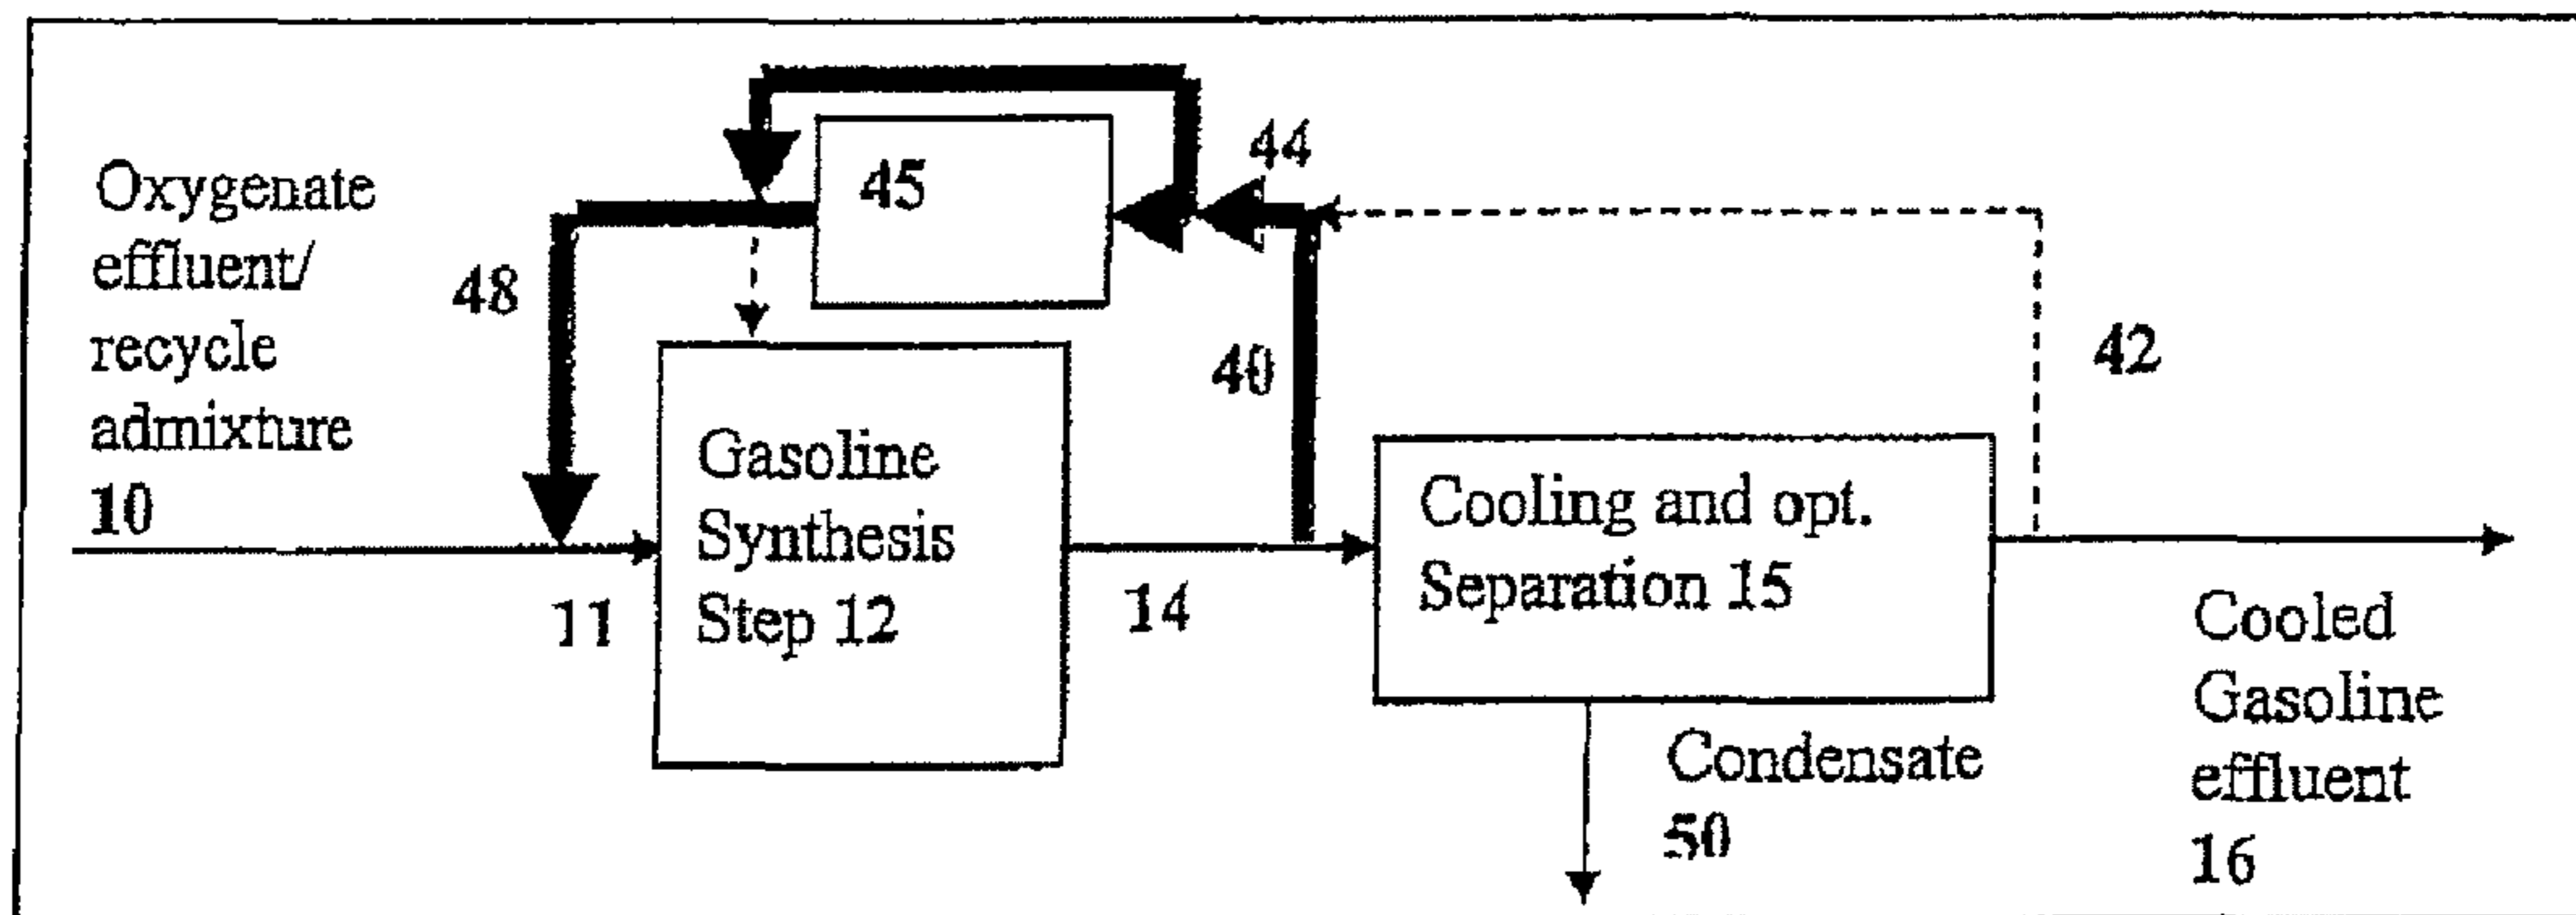 Oxygenate
effluent/
recycle
admixture
10
48
45
44
40
42
11
Gasoline
Synthesis
Step 12
14
Cooling and opt.
Separation 15
Condensate
50
Cooled
Gasoline
effluent
16